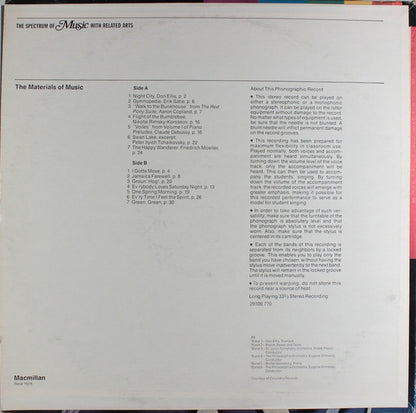 THE SPECTRUM OF Music WITH RELATED ARTS
The Materials of Music
Side A
1 Night City, Don Ellis, p. 2
2 Gymnopedie, Erik Satie, p. 6
3 "Walk to the Bunkhouse" from The Red
Pony Suite, Aaron Copland, p. 7
4 Flight of the Bumblebee,
Nikolai Rimsky-Korsakov, p. 16
5 "Voiles" from Volume I of Piano
Preludes, Claude Debussy, p. 16
6 Swan Lake, excerpt,
Peter Ilyich Tchaikovsky, p. 22
7 The Happy Wanderer, Friedrich Moeller,
p. 24
Side B
1 I Gotta Move, p. 4
2 Jamaica Farewell, p. 8
3 Groun' Hog!, p. 20
4 Ev'rybody Loves Saturday Night, p. 13
5 One Spring Morning, p. 19
6 Ev'ry Time I Feel the Spirit, p. 26
7 Green, Green, p. 30
About This Phonographic Record
• This stereo record can be played on
either a stereophonic or a monophonic
phonograph. It can be played on the latter
equipment without damage to the record.
No matter what types of equipment is used,
be sure that the needle is not blunted. A
blunt needle will inflict permanent damage
on the record grooves.
• This recording has been prepared for
maximum flexibility in classroom use.
Played normally, both voices and accom-
paniment are heard simultaneously. By
turning down the volume level of the voice
track, only the accompaniment will be
heard. This can then be used to accom-
pany the students singing. By turning
down the volume of the accompaniment
track, the recorded voices will emerge with
greater emphasis, making it possible for
this recorded performance to serve as a
model for student singing.
• In order to take advantage of such ver-
satility, make sure that the turntable of the
phonograph is absolutely level and that
the phonograph stylus is not excessively
worn. Also, make sure that the stylus is
centered in its cartridge.
• Each of the bands of this recording is
separated from its neighbors by a locked
groove. This enables you to play only the
band you have chosen, without having the
stylus move inadvertently to the next band.
The stylus will remain in the locked groove
until it is moved manually.
• To prevent warping, do not store this
record near a source of heat.
Long Playing 33⅓ Stereo Recording
29108.770
Macmillan
New York